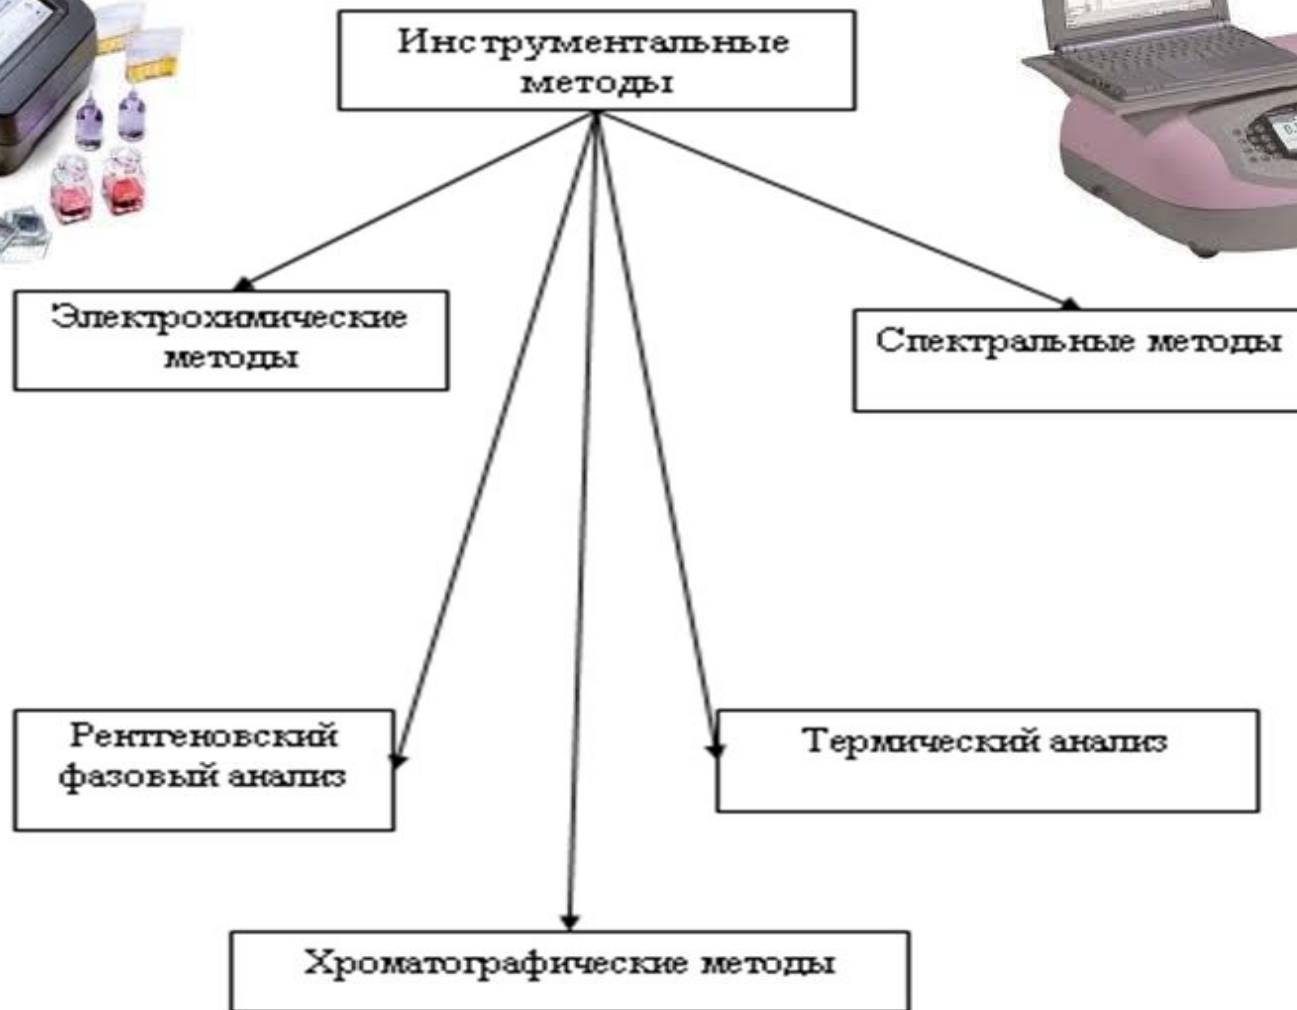 Инструментальные
методы
Электрохимические
методы
Спектральные методы
Рентгеновский
фазовый анализ
Термический анализ
Хроматографические методы